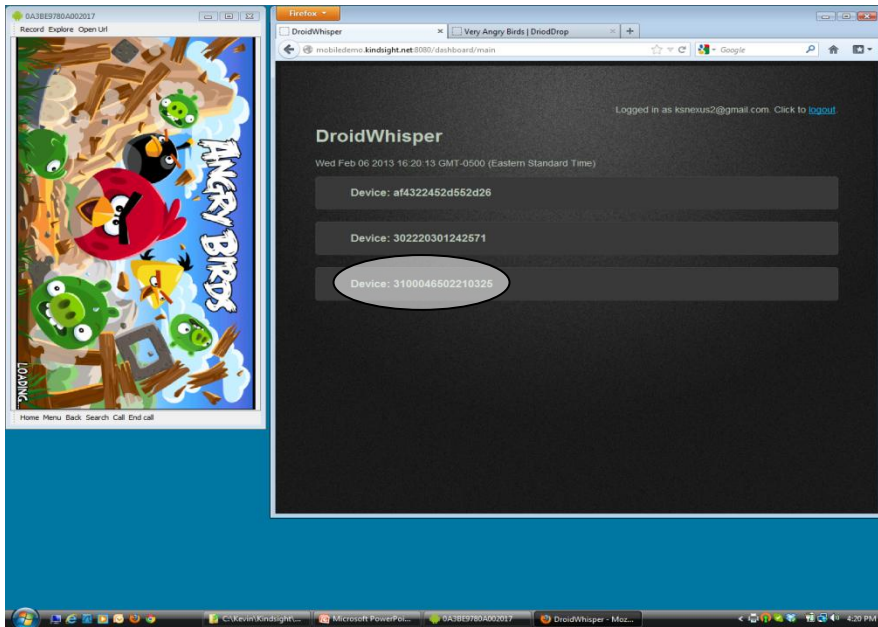 0A3BE9780A002017
Record Explore Open Url
ANGRY BIRDS
LOADING...
Home Menu Back Search Call End call
Firefox
DroidWhisper
Very Angry Birds | DriodDrop
mobiledemo.kindsight.net:8080/dashboard/main
Google
Logged in as ksnexus2@gmail.com. Click to logout.
DroidWhisper
Wed Feb 06 2013 16:20:13 GMT-0500 (Eastern Standard Time)
Device: af4322452d552d26
Device: 302220301242571
Device: 3100046502210325
C:\Kevin\Kindsight\...
Microsoft PowerPoi...
0A3BE9780A002017
DroidWhisper - Moz...
4:20 PM